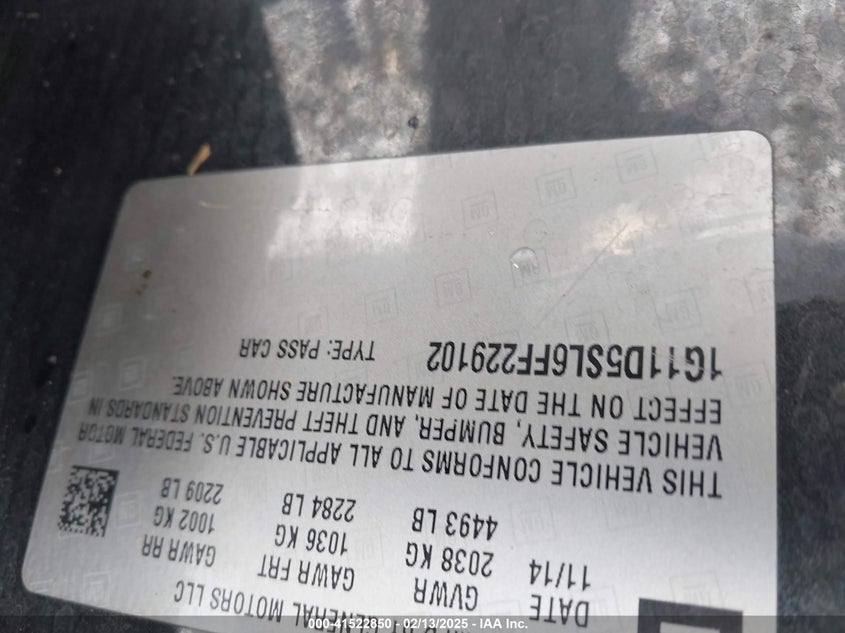 GENERAL MOTORS LLC
DATE GVWR GAWR FRT GAWR RR
11/14 2038 KG 1036 KG 1002 KG
4493 LB 2284 LB 2209 LB
THIS VEHICLE CONFORMS TO ALL APPLICABLE U.S. FEDERAL MOTOR
VEHICLE SAFETY, BUMPER, AND THEFT PREVENTION STANDARDS IN
EFFECT ON THE DATE OF MANUFACTURE SHOWN ABOVE.
1G11D5SL6FF229102 TYPE: PASS CAR
000-41522850 - 02/13/2025 - IAA Inc.